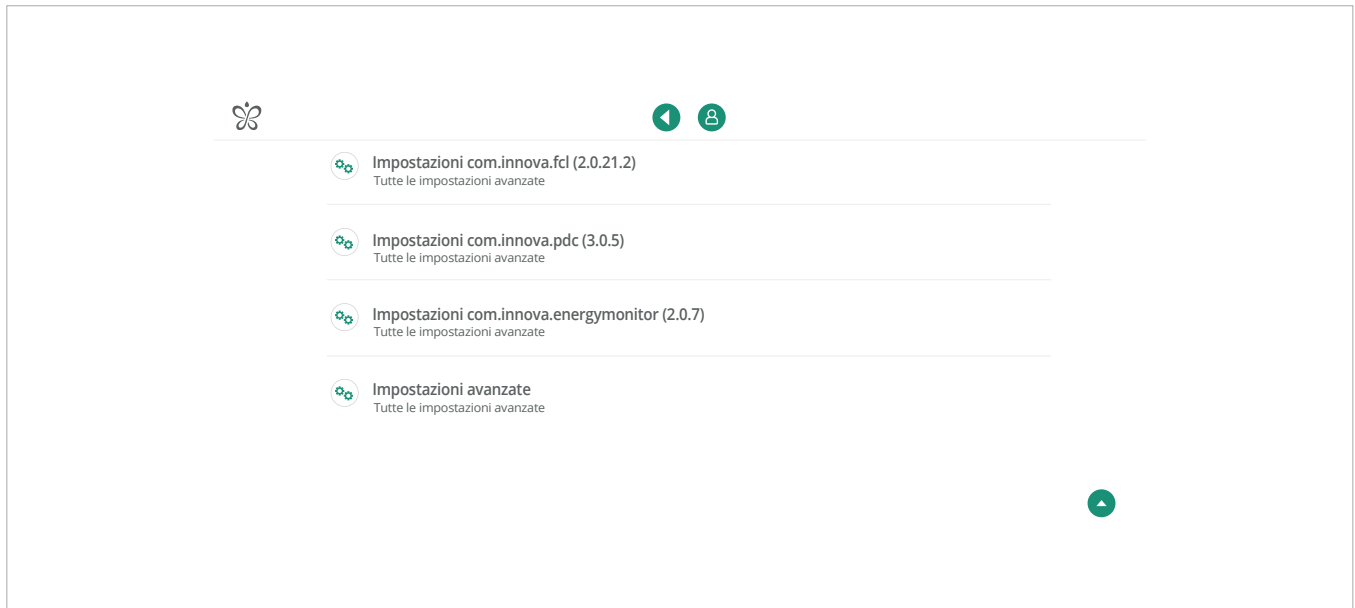 Impostazioni com.innova.fcl (2.0.21.2)
Tutte le impostazioni avanzate
Impostazioni com.innova.pdc (3.0.5)
Tutte le impostazioni avanzate
Impostazioni com.innova.energymonitor (2.0.7)
Tutte le impostazioni avanzate
Impostazioni avanzate
Tutte le impostazioni avanzate